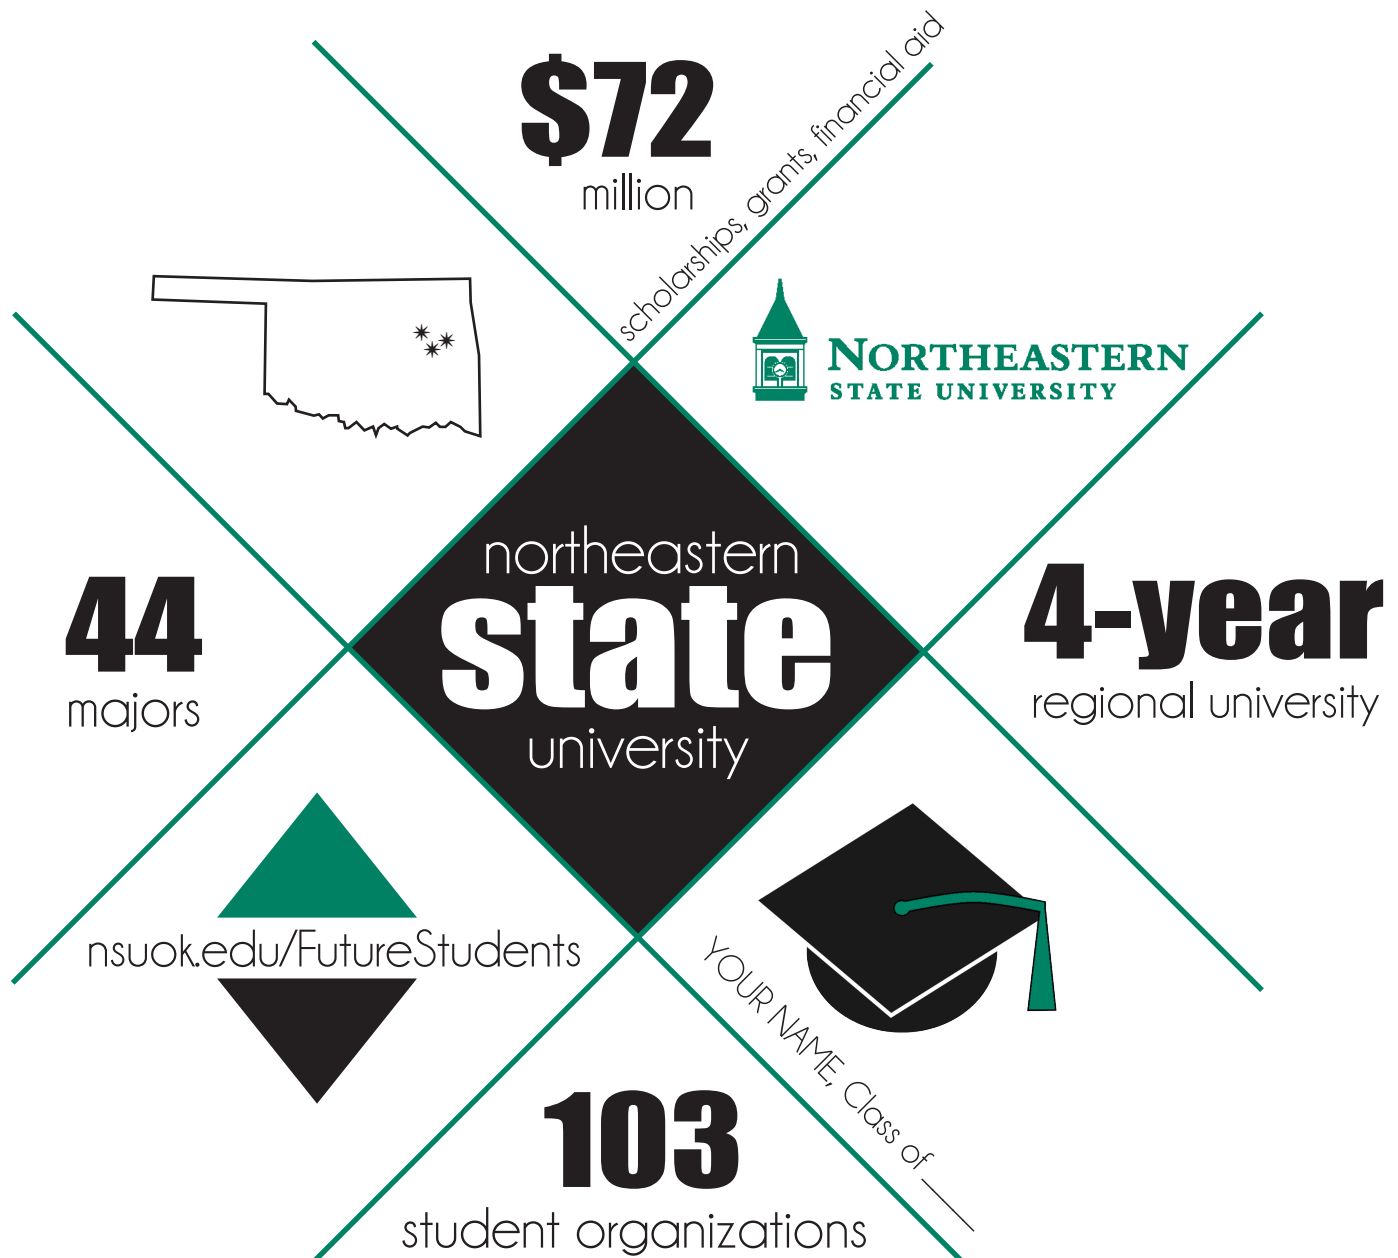 $72
million
scholarships, grants, financial aid
NORTHEASTERN
STATE UNIVERSITY
44
majors
northeastern
state
university
4-year
regional university
nsuok.edu/FutureStudents
YOUR NAME, Class of ____
103
student organizations